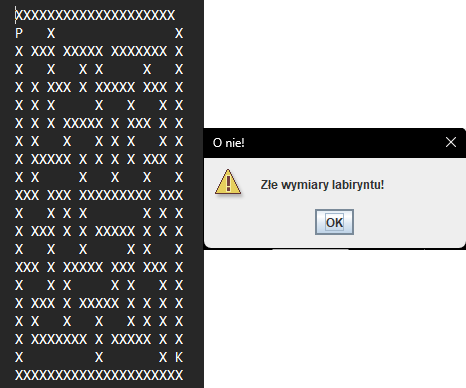 XXXXXXXXXXXXXXXXXXXX
P   X               X
X XXX XXXXX XXXXXXX X
X   X   X X     X   X
X X XXX X XXXXX XXX X
X X X     X   X   X X
X X X XXXXX X XXX X X
X X   X   X X X   X X
X XXXXX X X X X XXX X
X X     X   X   X   X
XXX XXX XXXXXXXXX XXX
X   X X X       X X X
X XXX X X XXXXX X X X
X   X   X     X X   X
XXX X XXXXX XXX XXX X
X   X X     X   X   X
X XXX X XXXXX X X X X
X X   X   X   X X X X
X XXXXXXX X XXXXX X X
X         X       X K
XXXXXXXXXXXXXXXXXXXXX
O nie!
Złe wymiary labiryntu!
OK